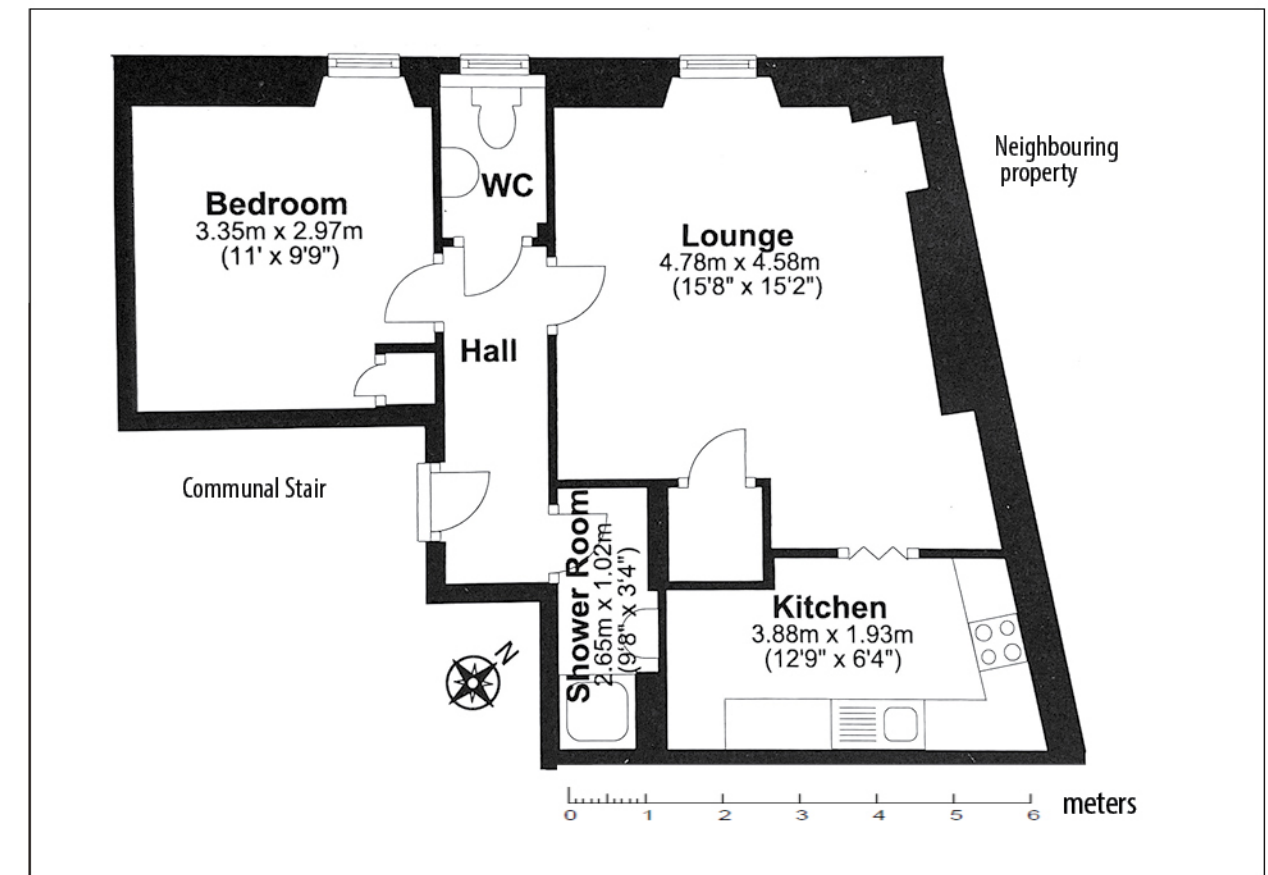 Neighbouring
property
Bedroom
3.35m x 2.97m
(11' x 9'9")
WC
Lounge
4.78m x 4.58m
(15'8" x 15'2")
Hall
Communal Stair
Shower Room
2.65m x 1.02m
(9'8" x 3'4")
Kitchen
3.88m x 1.93m
(12'9" x 6'4")
N
0 1 2 3 4 5 6 meters